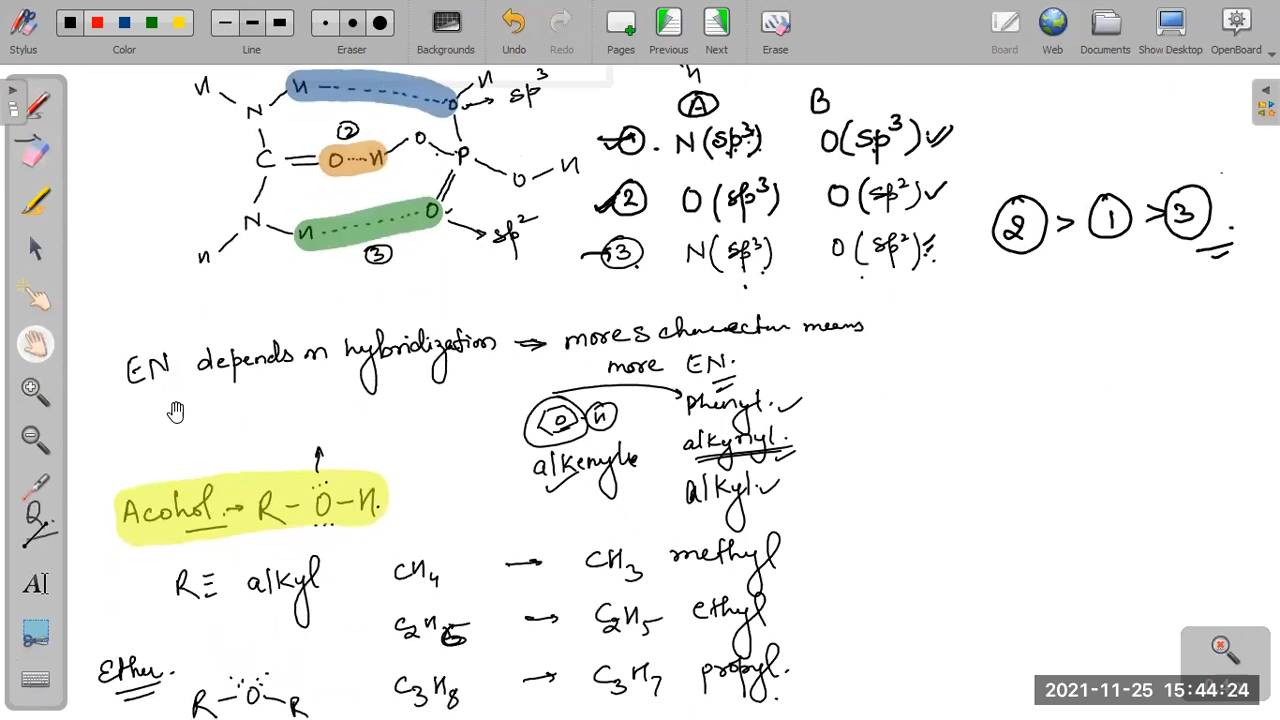 Stylus Color Line Eraser Backgrounds Undo Redo Pages Previous Next Erase Board Web Documents Show Desktop OpenBoard
H H H O → sp³
N ② O
C = O ... H P O H
N O → sp²
H H ③
H
A B
① . N(sp³) O(sp³) ✓
② O(sp³) O(sp²) ✓
③ N(sp³) O(sp²) ✓
② > ① > ③
EN depends on hybridization → more s character means
more EN.
H phenyl. ✓
alkenyl alkynyl. ✓
alkyl ✓
Acohol → R – O – H.
R ≡ alkyl
CH4 → CH3 methyl
C2H6 → C2H5 ethyl
C3H8 → C3H7 propyl.
Ether.
R – O – R
2021-11-25 15:44:24